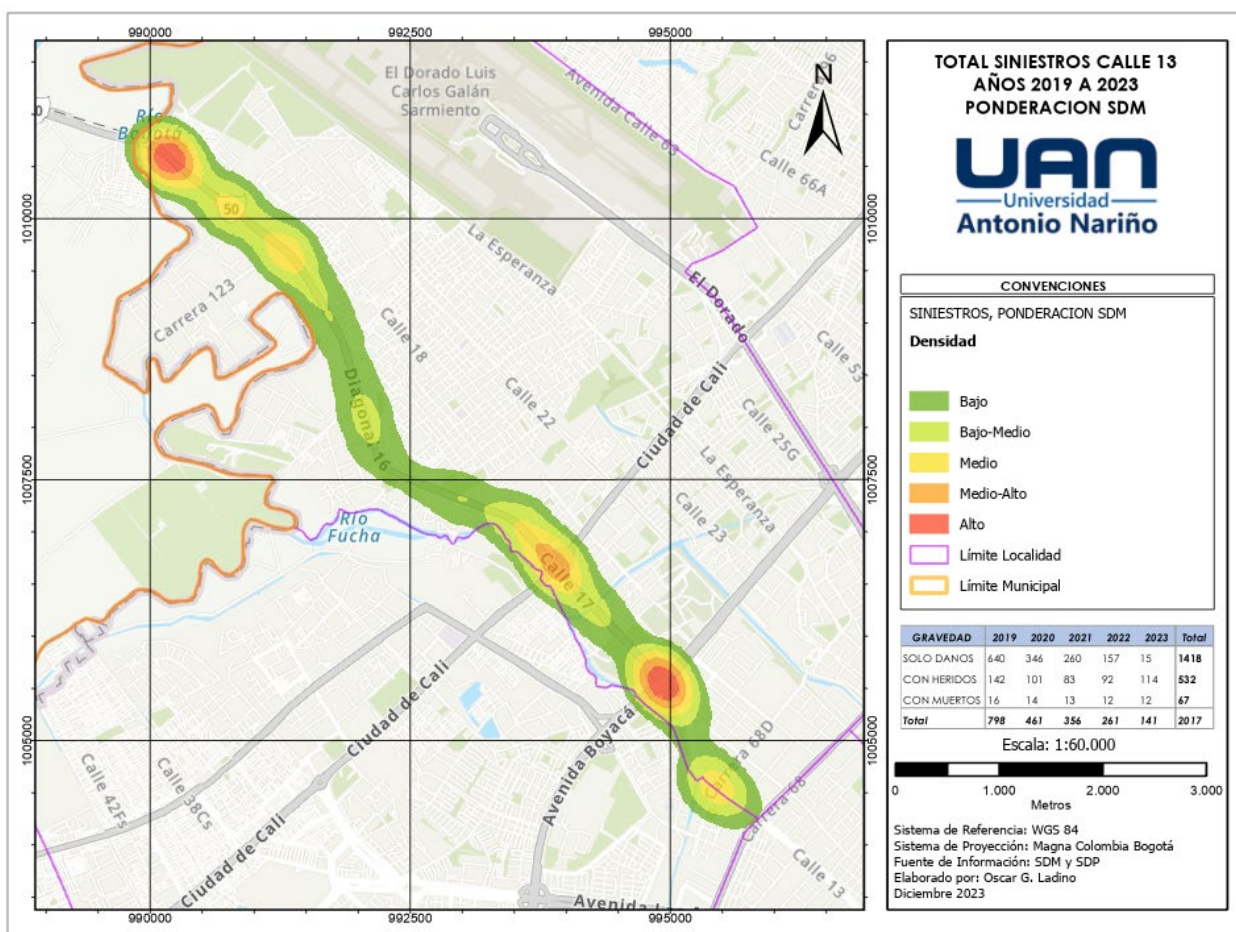 990000 992500 995000
El Dorado Luis
Carlos Galán
Sarmiento
Avenida Calle 63
Calle 66A
N
Río
Bogotá
50
1010000 1010000
La Esperanza
Carrera 123
El Dorado
Calle 18
Calle 53
Diagonal 16
Calle 22
Ciudad de Cali
Calle 25G
La Esperanza
1007500 1007500
Río
Fucha
Calle 23
Calle 17
Ciudad de Cali
Avenida Boyacá
Carrera 68D
1005000 1005000
Calle 42Fs
Calle 38Cs
Carrera 68
Ciudad de Cali
Calle 13
990000 992500 995000
TOTAL SINIESTROS CALLE 13
AÑOS 2019 A 2023
PONDERACION SDM
UAN
Universidad
Antonio Nariño
CONVENCIONES
SINIESTROS, PONDERACION SDM
Densidad
Bajo
Bajo-Medio
Medio
Medio-Alto
Alto
Límite Localidad
Límite Municipal
GRAVEDAD 2019 2020 2021 2022 2023 Total
SOLO DANOS 640 346 260 157 15 1418
CON HERIDOS 142 101 83 92 114 532
CON MUERTOS 16 14 13 12 12 67
Total 798 461 356 261 141 2017
Escala: 1:60.000
0 1.000 2.000 3.000
Metros
Sistema de Referencia: WGS 84
Sistema de Proyección: Magna Colombia Bogotá
Fuente de Información: SDM y SDP
Elaborado por: Oscar G. Ladino
Diciembre 2023